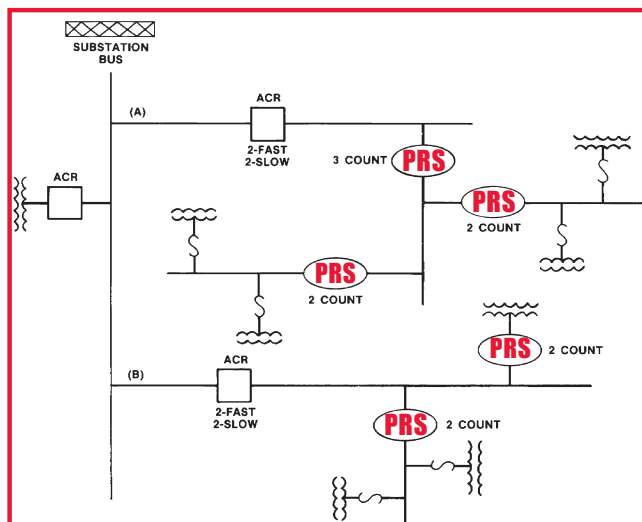 SUBSTATION
BUS
(A)
ACR
2-FAST
2-SLOW
ACR
3 COUNT
PRS
PRS
2 COUNT
PRS
2 COUNT
PRS
2 COUNT
(B)
ACR
2-FAST
2-SLOW
PRS
2 COUNT